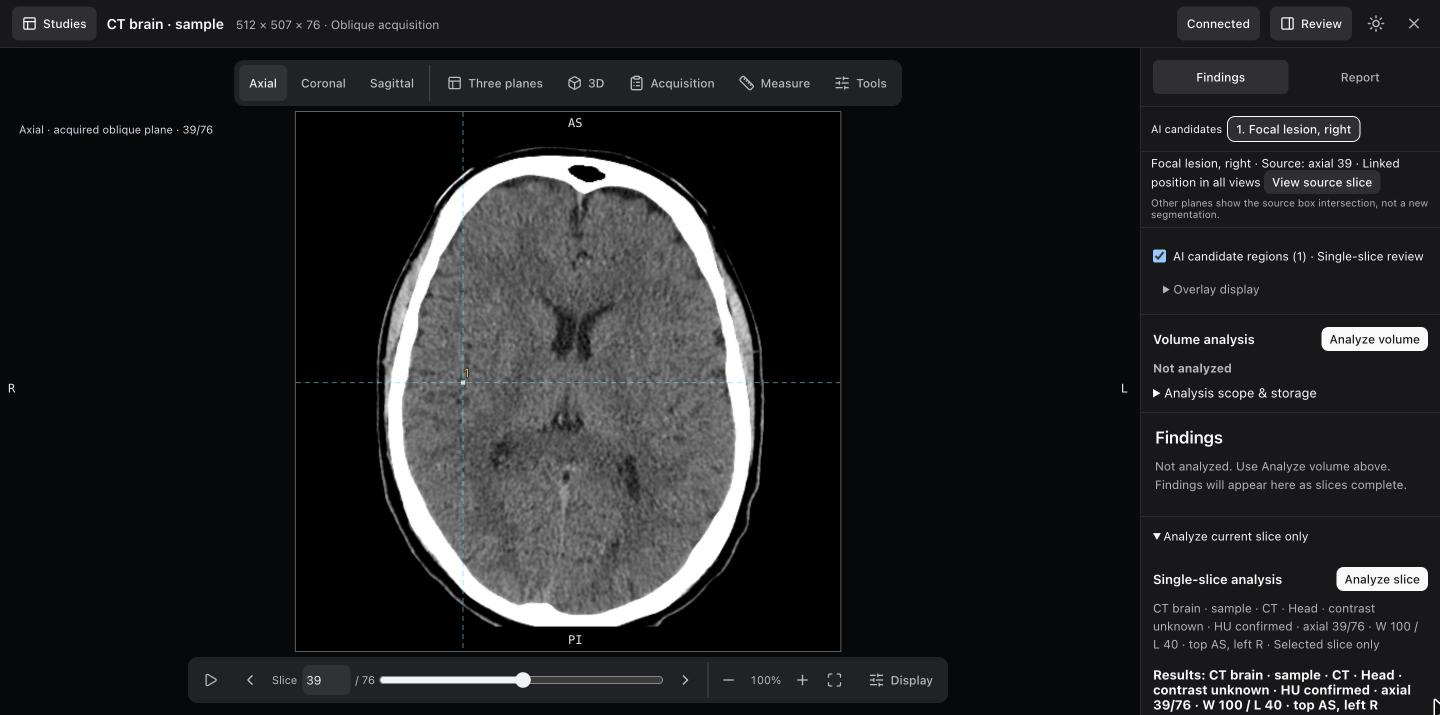 Studies CT brain · sample 512 × 507 × 76 · Oblique acquisition Connected Review
Axial Coronal Sagittal Three planes 3D Acquisition Measure Tools
Axial · acquired oblique plane · 39/76
AS
R
L
1
PI
Slice 39 / 76 100% Display
Findings Report
AI candidates 1. Focal lesion, right
Focal lesion, right · Source: axial 39 · Linked
position in all views View source slice
Other planes show the source box intersection, not a new
segmentation.
AI candidate regions (1) · Single-slice review
Overlay display
Volume analysis Analyze volume
Not analyzed
Analysis scope & storage
Findings
Not analyzed. Use Analyze volume above.
Findings will appear here as slices complete.
Analyze current slice only
Single-slice analysis Analyze slice
CT brain · sample · CT · Head · contrast
unknown · HU confirmed · axial 39/76 · W 100 /
L 40 · top AS, left R · Selected slice only
Results: CT brain · sample · CT · Head ·
contrast unknown · HU confirmed · axial
39/76 · W 100 / L 40 · top AS, left R